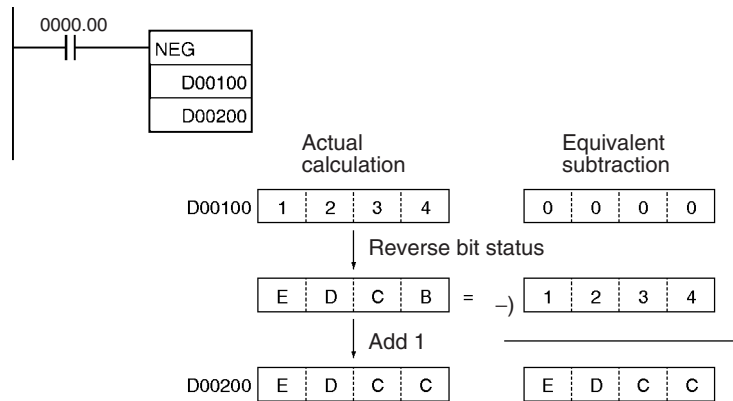 0000.00
NEG
D00100
D00200
Actual calculation
Equivalent subtraction
D00100 1 2 3 4 0 0 0 0
Reverse bit status
E D C B = –) 1 2 3 4
Add 1
D00200 E D C C E D C C